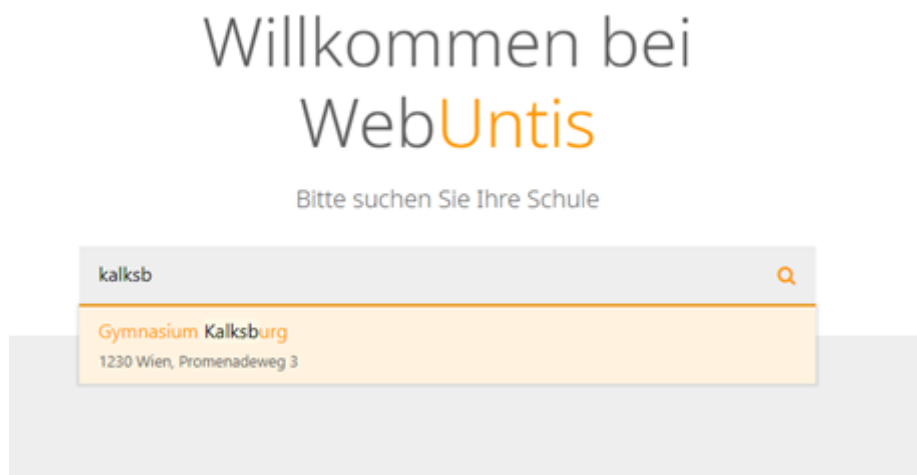 Willkommen bei
WebUntis
Bitte suchen Sie Ihre Schule
kalksb
Gymnasium Kalksburg
1230 Wien, Promenadeweg 3